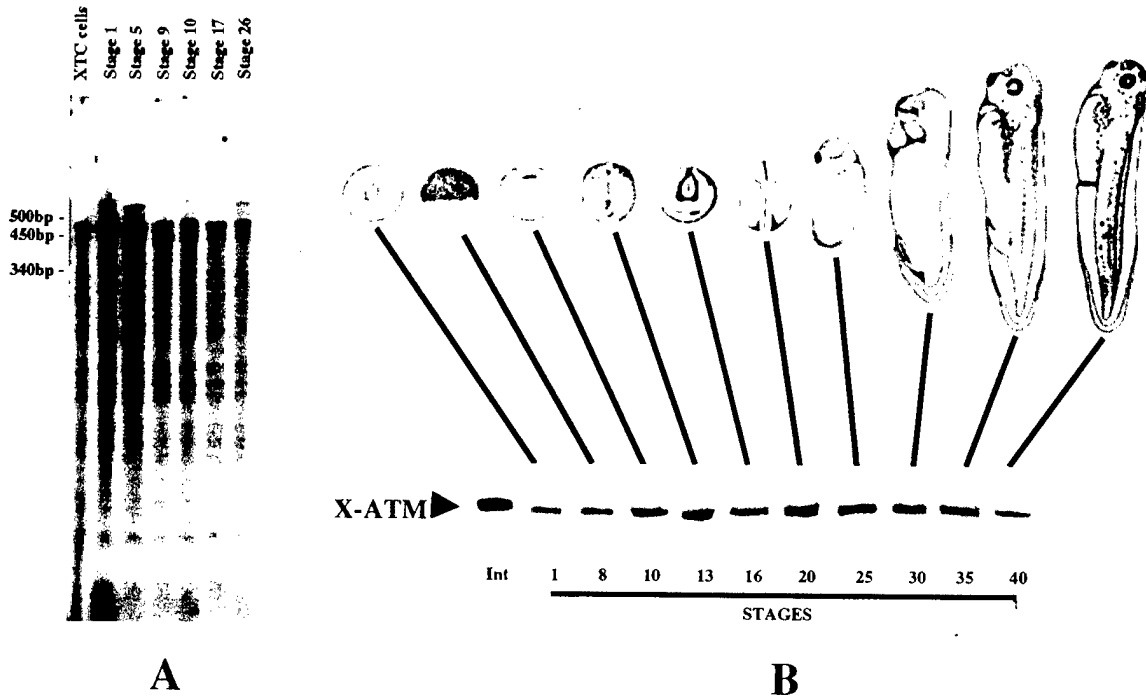 XTC cells
Stage 1
Stage 5
Stage 9
Stage 10
Stage 17
Stage 26
500bp -
450bp -
340bp -
X-ATM
Int 1 8 10 13 16 20 25 30 35 40
STAGES
A B